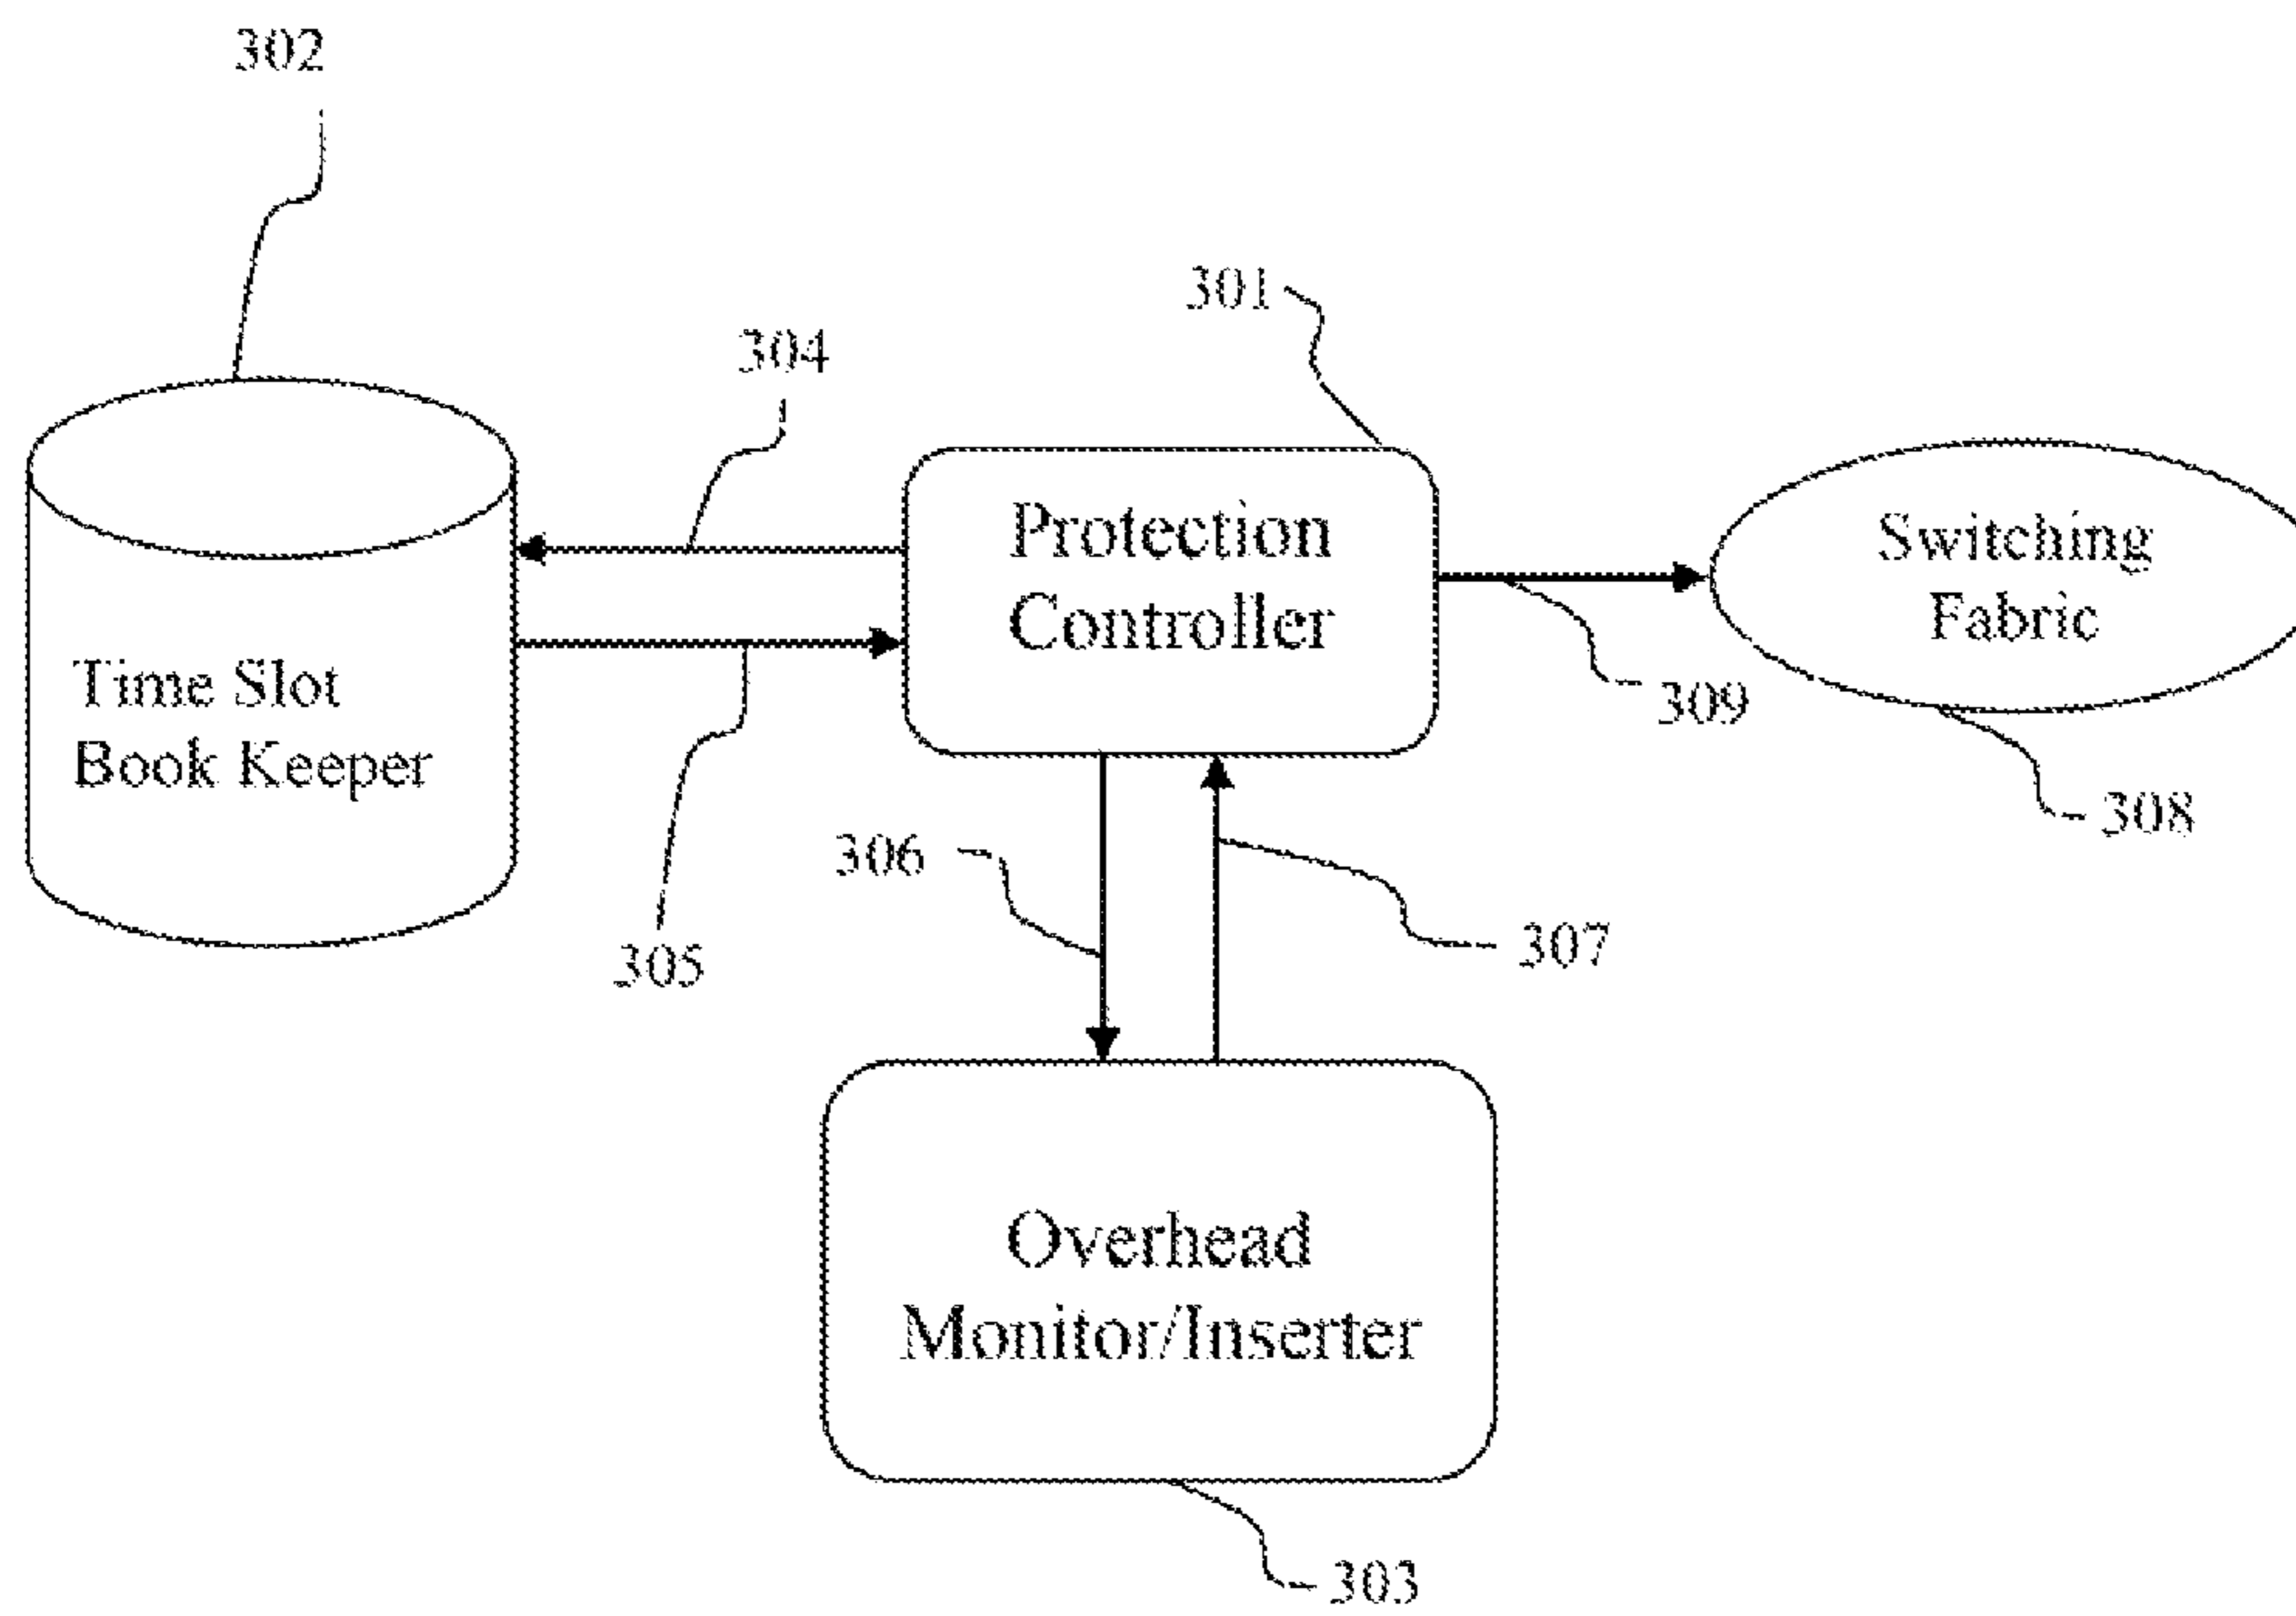 302
301
304
Protection
Controller
Switching
Fabric
Time Slot
Book Keeper
309
308
306
307
305
Overhead
Monitor/Inserter
303